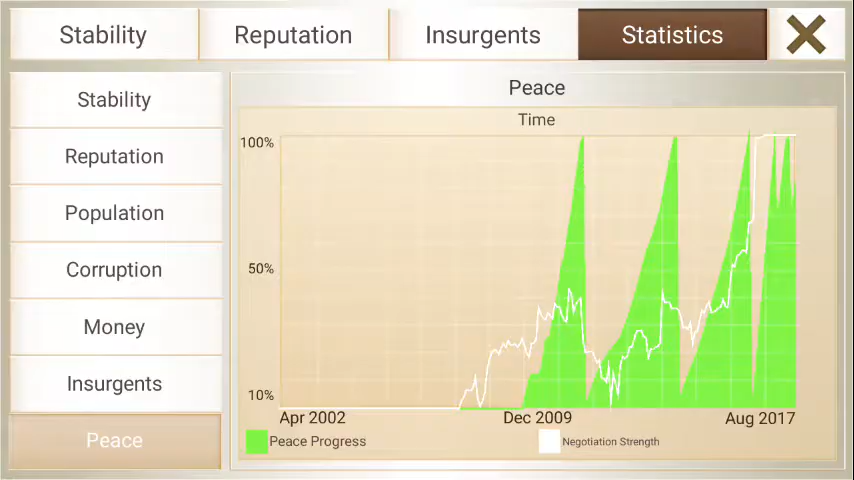 Stability Reputation Insurgents Statistics
Stability
Reputation
Population
Corruption
Money
Insurgents
Peace
Peace
Time
100%
50%
10%
Apr 2002 Dec 2009 Aug 2017
Peace Progress Negotiation Strength